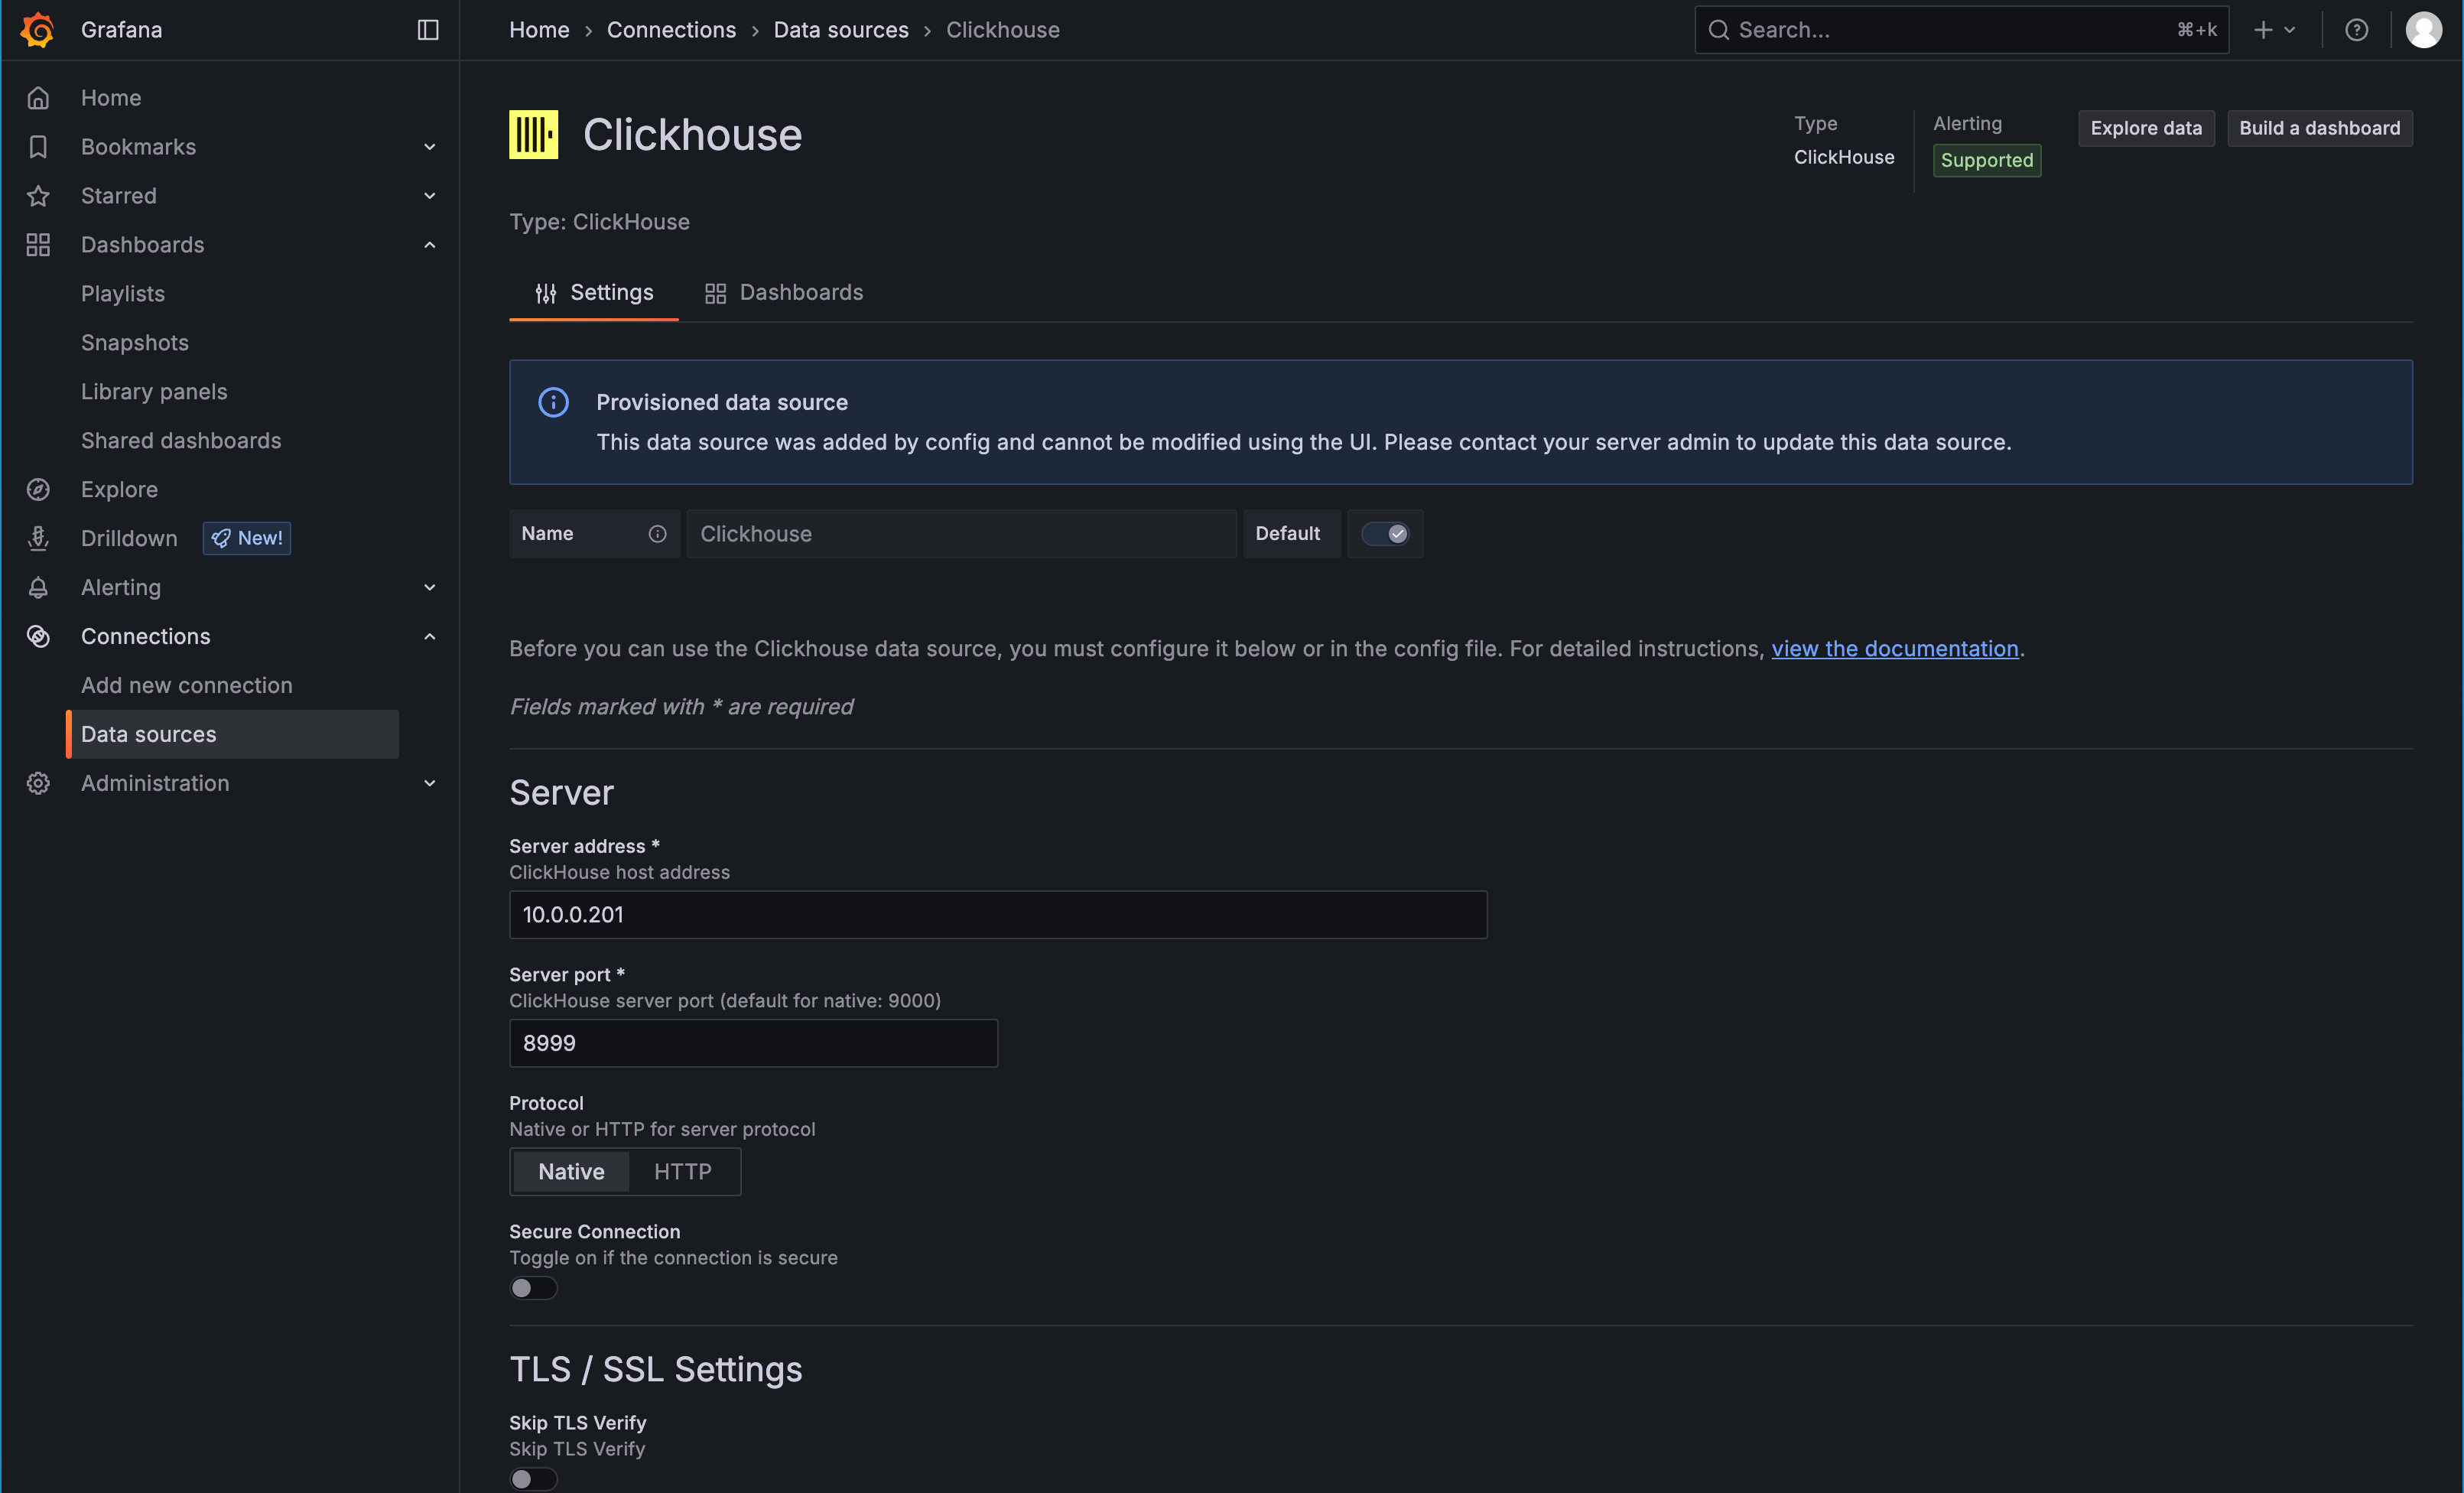 Grafana
Home › Connections › Data sources › Clickhouse
Search...
⌘+k
Home
Bookmarks
Starred
Dashboards
Playlists
Snapshots
Library panels
Shared dashboards
Explore
Drilldown
New!
Alerting
Connections
Add new connection
Data sources
Administration
Clickhouse
Type
ClickHouse
Alerting
Supported
Explore data
Build a dashboard
Type: ClickHouse
Settings
Dashboards
Provisioned data source
This data source was added by config and cannot be modified using the UI. Please contact your server admin to update this data source.
Name
Clickhouse
Default
Before you can use the Clickhouse data source, you must configure it below or in the config file. For detailed instructions, view the documentation.
Fields marked with * are required
Server
Server address *
ClickHouse host address
10.0.0.201
Server port *
ClickHouse server port (default for native: 9000)
8999
Protocol
Native or HTTP for server protocol
Native
HTTP
Secure Connection
Toggle on if the connection is secure
TLS / SSL Settings
Skip TLS Verify
Skip TLS Verify